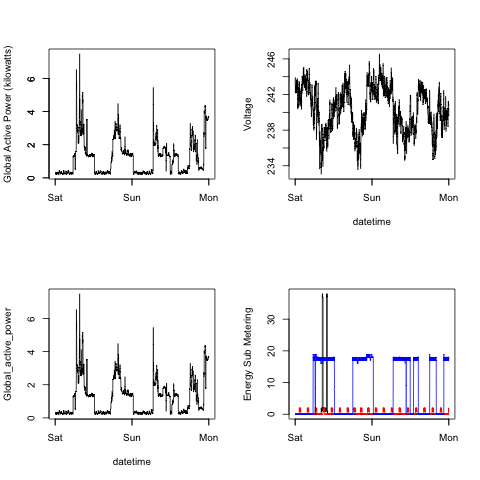 Global Active Power (kilowatts)
0 2 4 6
Sat Sun Mon
Voltage
234 238 242 246
Sat Sun Mon
datetime
Global_active_power
0 2 4 6
Sat Sun Mon
datetime
Energy Sub Metering
0 10 20 30
Sat Sun Mon